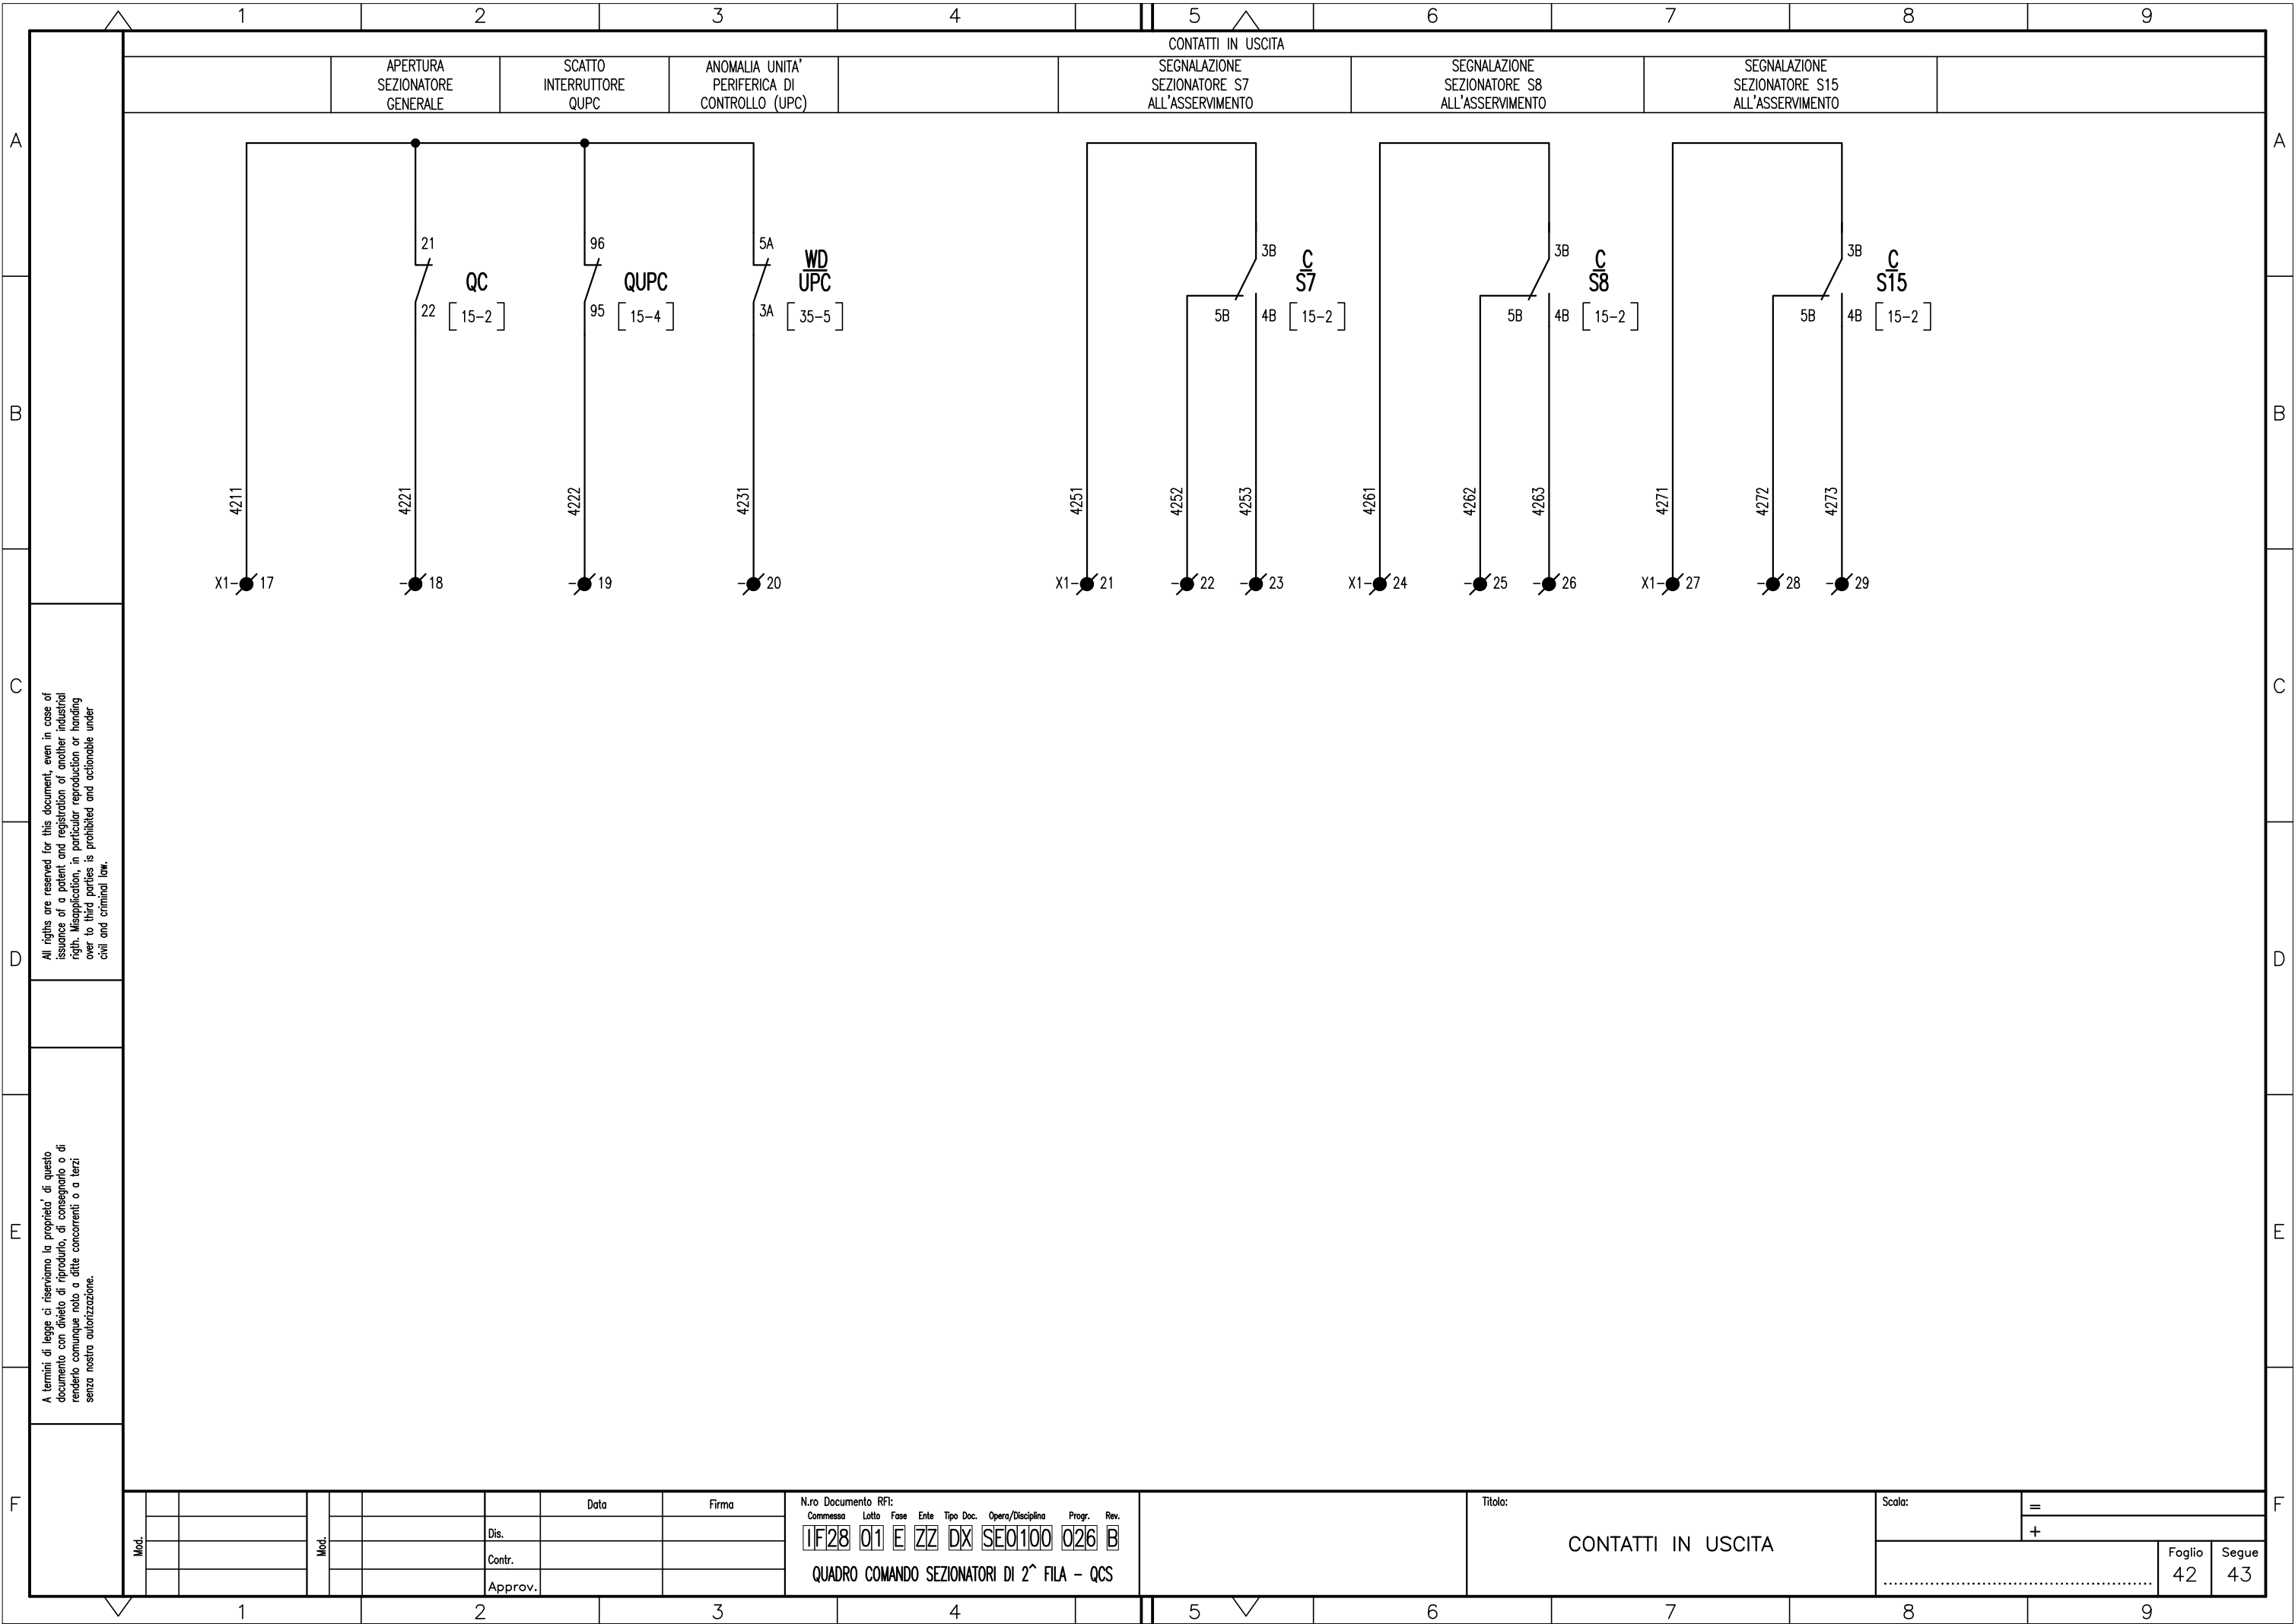 1 2 3 4 5 6 7 8 9
CONTATTI IN USCITA
APERTURA
SEZIONATORE
GENERALE
SCATTO
INTERRUTTORE
QUPC
ANOMALIA UNITA'
PERIFERICA DI
CONTROLLO (UPC)
SEGNALAZIONE
SEZIONATORE S7
ALL'ASSERVIMENTO
SEGNALAZIONE
SEZIONATORE S8
ALL'ASSERVIMENTO
SEGNALAZIONE
SEZIONATORE S15
ALL'ASSERVIMENTO
A A
21
QC
22 [15-2]
96
QUPC
95 [15-4]
5A
WD
UPC
3A [35-5]
3B
C
S7
5B 4B [15-2]
3B
C
S8
5B 4B [15-2]
3B
C
S15
5B 4B [15-2]
B B
4211 4221 4222 4231 4251 4252 4253 4261 4262 4263 4271 4272 4273
X1- 17 - 18 - 19 - 20 X1- 21 - 22 - 23 X1- 24 - 25 - 26 X1- 27 - 28 - 29
C C
All rigths are reserved for this document, even in case of
issuance of a patent and registration of another industrial
rigth. Misapplication, in particular reproduction or handing
over to third parties is prohibited and actionable under
civil and criminal law.
D D
A termini di legge ci riserviamo la proprieta' di questo
documento con divieto di riprodurlo, di consegnarlo o di
renderlo comunque noto a ditte concorrenti o a terzi
senza nostra autorizzazione.
E E
F F
Mod.
Mod.
Data Firma
Dis.
Contr.
Approv.
N.ro Documento RFI:
Commessa Lotto Fase Ente Tipo Doc. Opera/Disciplina Progr. Rev.
IF28 01 E ZZ DX SE0100 026 B
QUADRO COMANDO SEZIONATORI DI 2^ FILA - QCS
Titolo:
CONTATTI IN USCITA
Scala:
=
+
Foglio
42
Segue
43
1 2 3 4 5 6 7 8 9